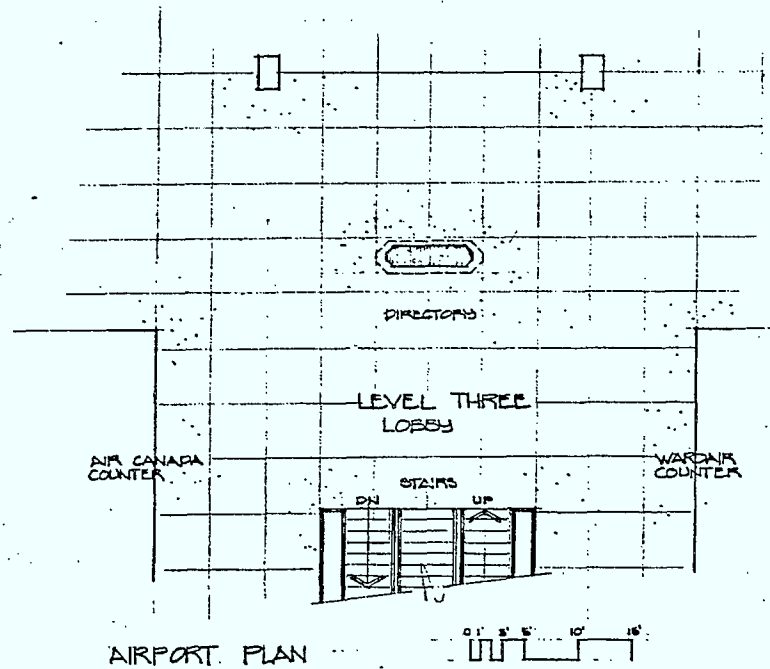 DIRECTORY
LEVEL THREE
LOBBY
AIR CANADA
COUNTER
WARDAIR
COUNTER
STAIRS
DN UP
AIRPORT PLAN
0 1' 3' 5' 10' 15'